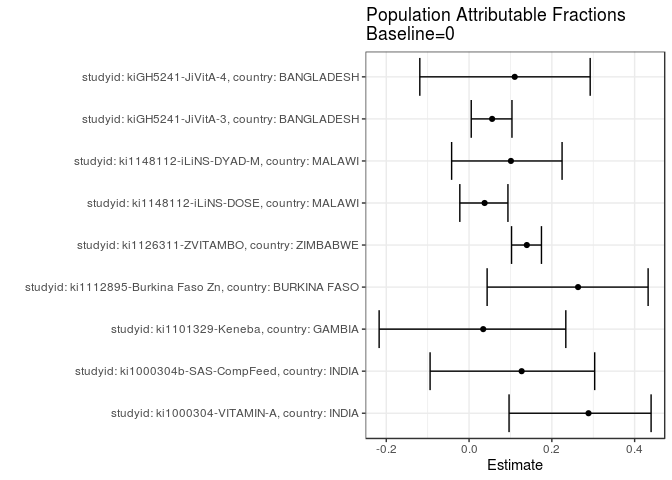 Population Attributable Fractions
Baseline=0
studyid: kiGH5241-JiVitA-4, country: BANGLADESH
studyid: kiGH5241-JiVitA-3, country: BANGLADESH
studyid: ki1148112-iLiNS-DYAD-M, country: MALAWI
studyid: ki1148112-iLiNS-DOSE, country: MALAWI
studyid: ki1126311-ZVITAMBO, country: ZIMBABWE
studyid: ki1112895-Burkina Faso Zn, country: BURKINA FASO
studyid: ki1101329-Keneba, country: GAMBIA
studyid: ki1000304b-SAS-CompFeed, country: INDIA
studyid: ki1000304-VITAMIN-A, country: INDIA
-0.2 0.0 0.2 0.4
Estimate